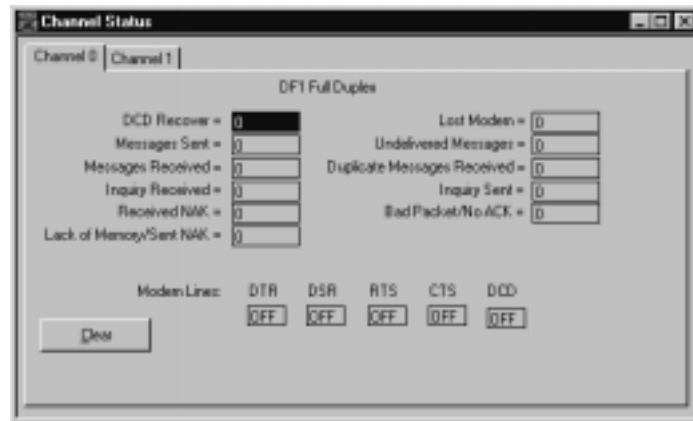 Channel Status
Channel 0 Channel 1
DF1 Full Duplex
DCD Recover = 0 Lost Modem = 0
Messages Sent = 0 Undelivered Messages = 0
Messages Received = 0 Duplicate Messages Received = 0
Inquiry Received = 0 Inquiry Sent = 0
Received NAK = 0 Bad Packet/No ACK = 0
Lack of Memory/Sent NAK = 0
Modem Lines: DTR DSR RTS CTS DCD
OFF OFF OFF OFF OFF
Clear